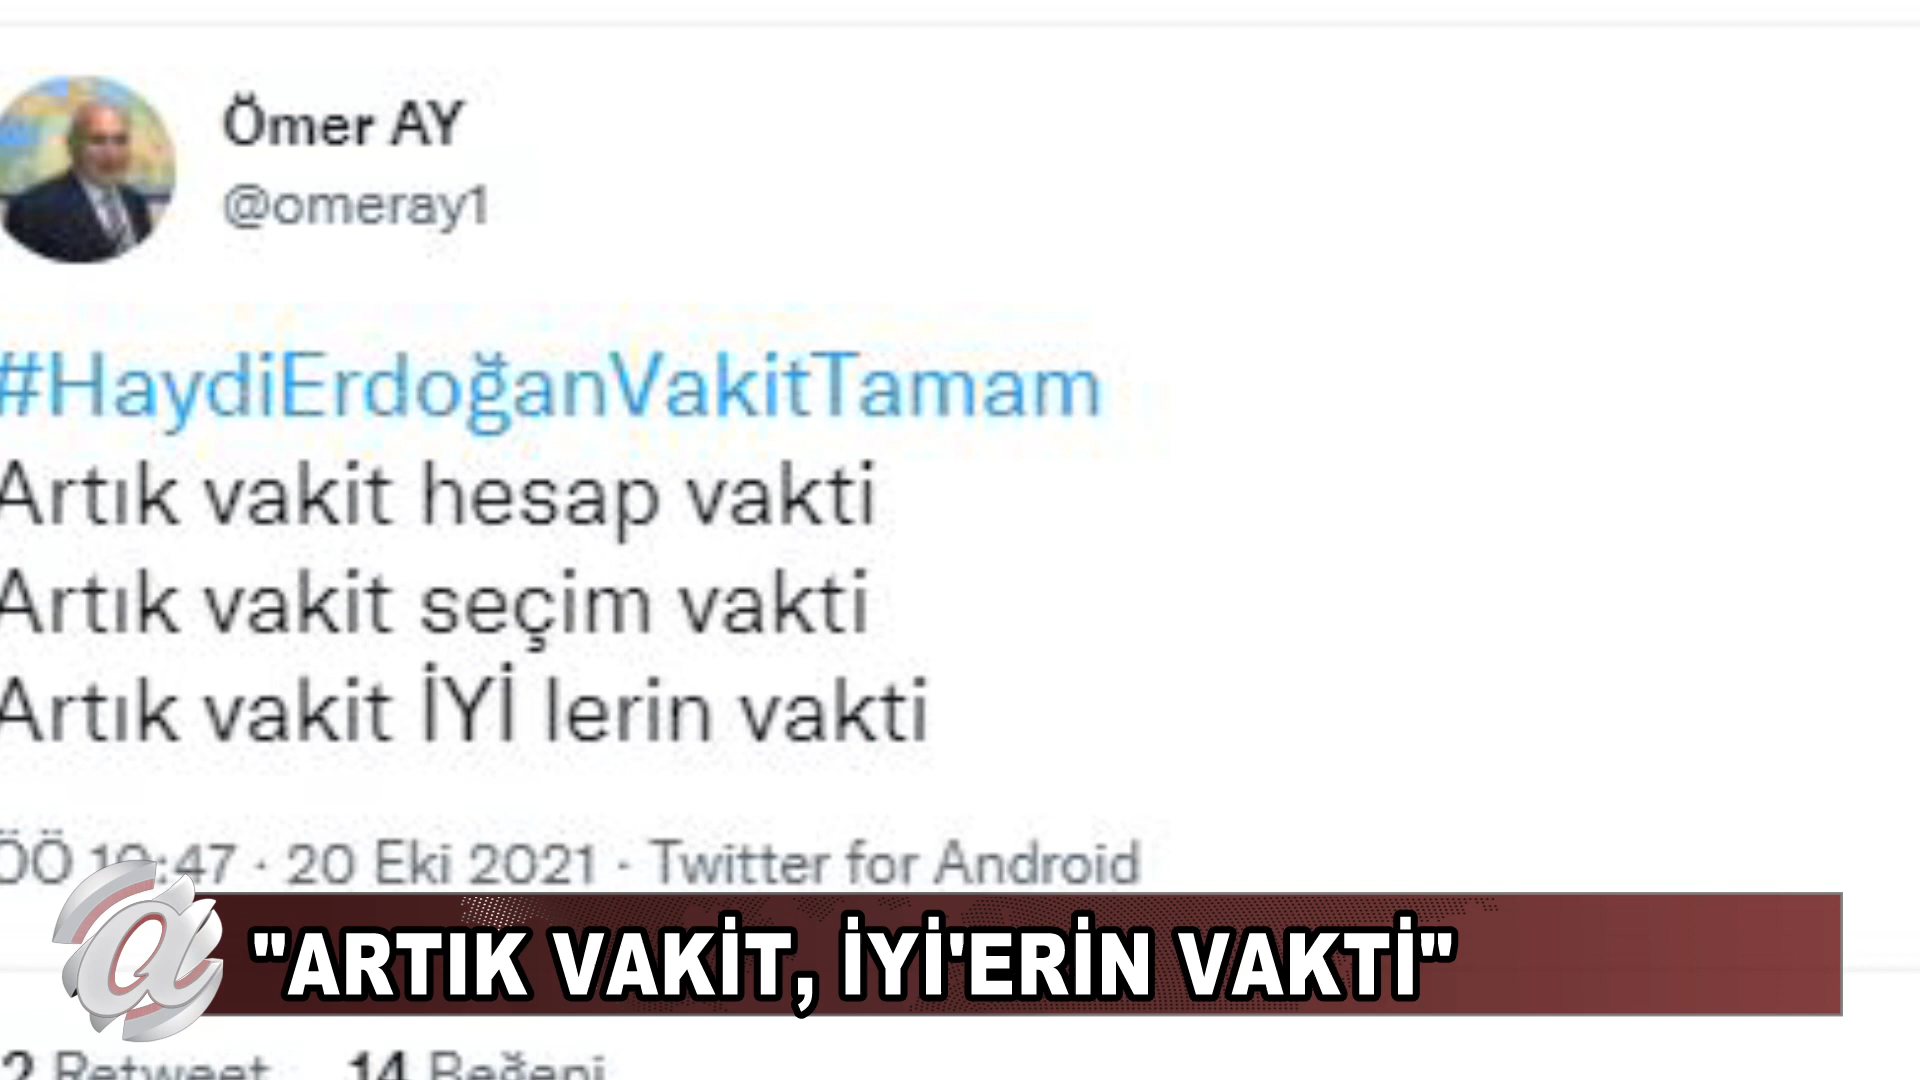 Ömer AY
@omeray1
#HaydiErdoğanVakitTamam
Artık vakit hesap vakti
Artık vakit seçim vakti
Artık vakit İYİ lerin vakti
ÖÖ 10:47 · 20 Eki 2021 · Twitter for Android
"ARTIK VAKİT, İYİ'ERİN VAKTİ"
2 Retweet 14 Beğeni